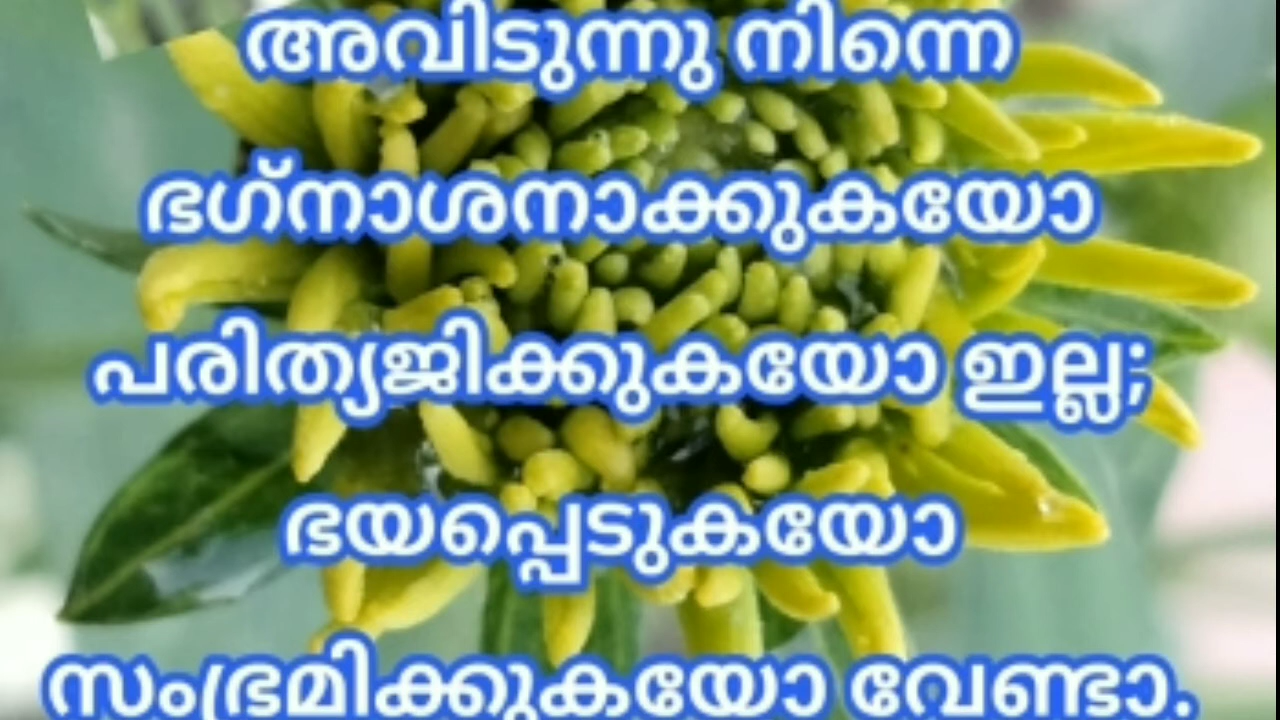 അവിടുന്നു നിന്നെ
ഭഗ്നാശനാക്കുകയോ
പരിത്യജിക്കുകയോ ഇല്ല;
ഭയപ്പെടുകയോ
സംഭ്രമിക്കുകയോ വേണ്ടാ.